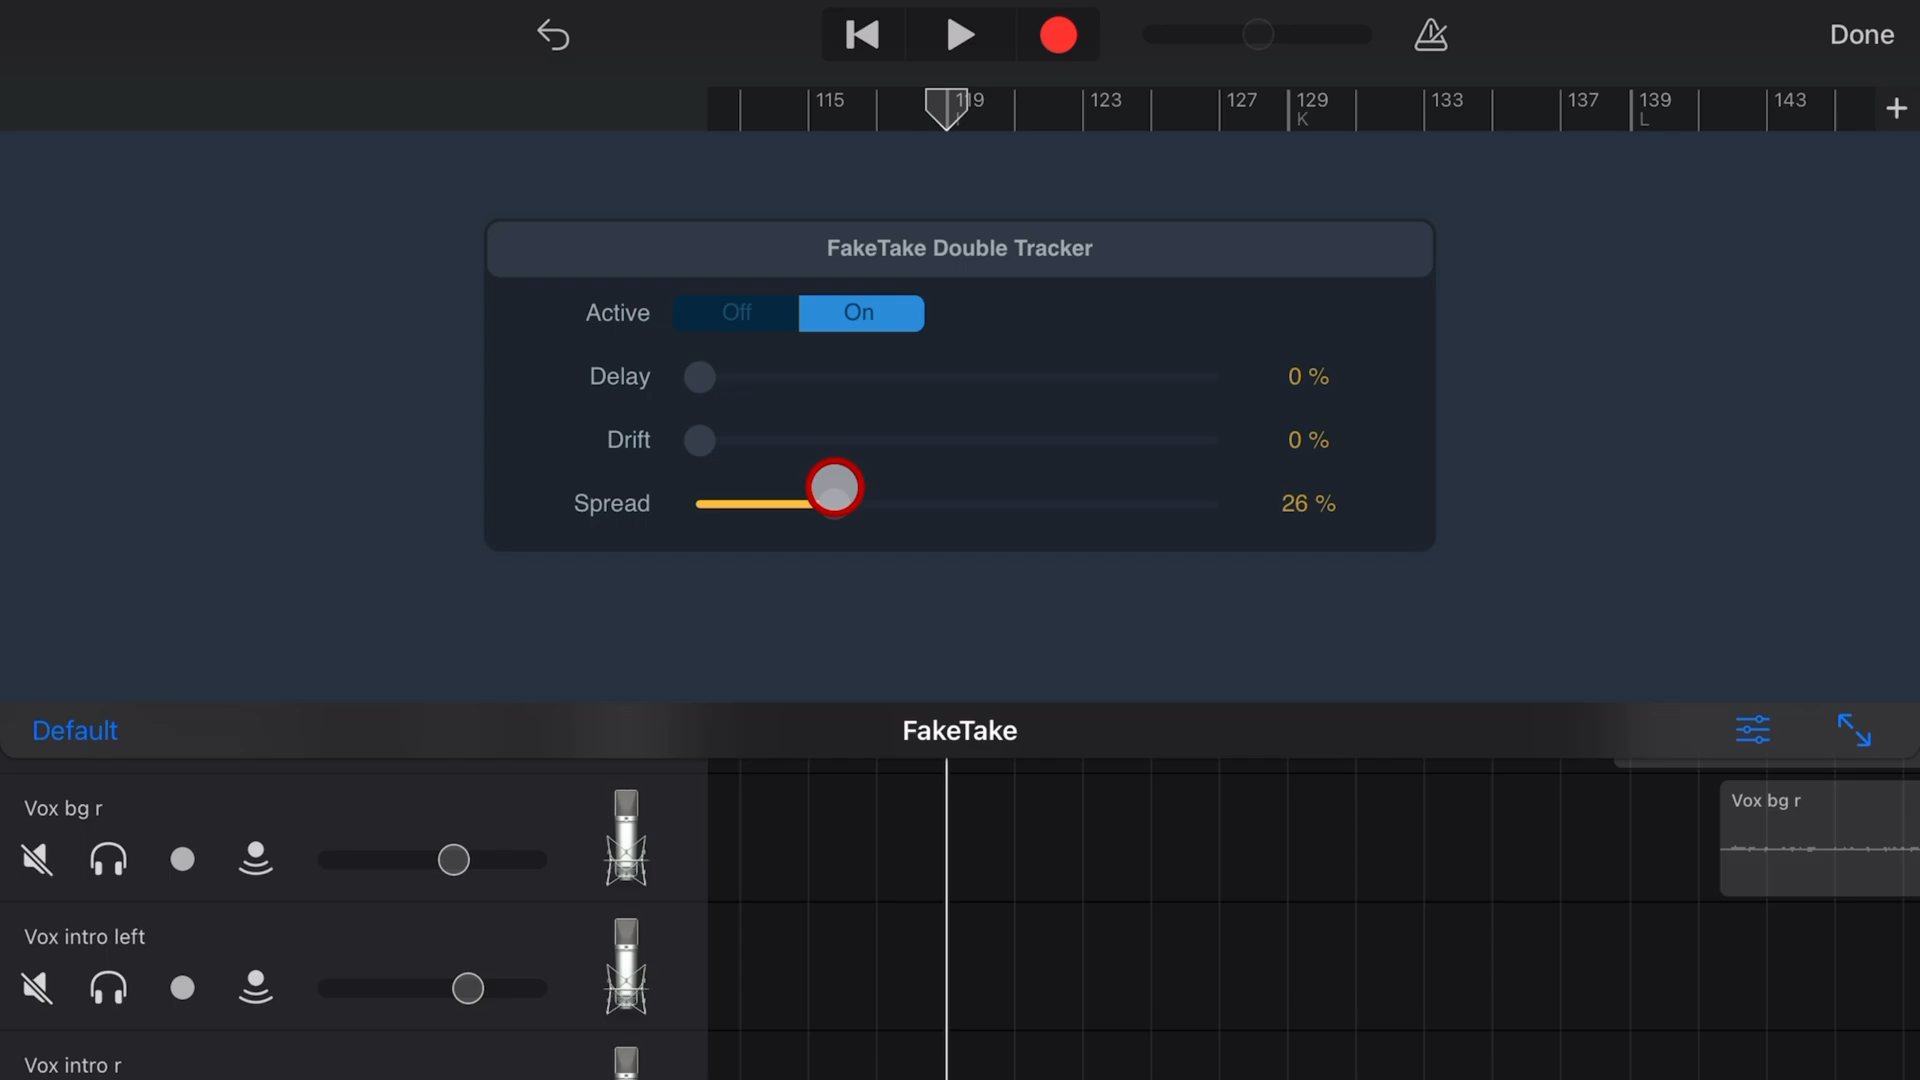 Done
115 119 123 127 129 133 137 139 143 +
K L
FakeTake Double Tracker
Active Off On
Delay 0 %
Drift 0 %
Spread 26 %
Default FakeTake
Vox bg r
Vox bg r
Vox intro left
Vox intro r